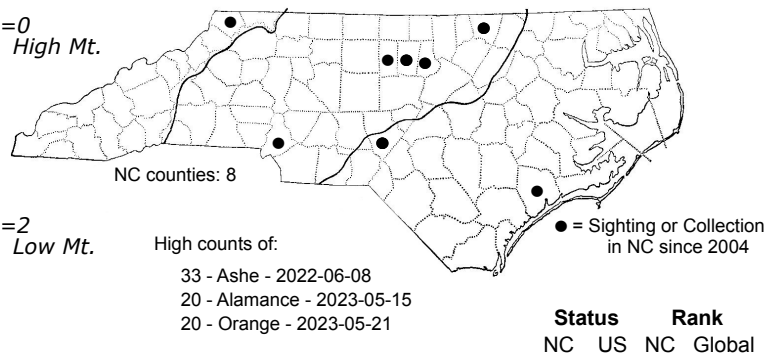 =0
High Mt.
NC counties: 8
=2
Low Mt.
High counts of:
33 - Ashe - 2022-06-08
20 - Alamance - 2023-05-15
20 - Orange - 2023-05-21
● = Sighting or Collection
in NC since 2004
Status Rank
NC US NC Global